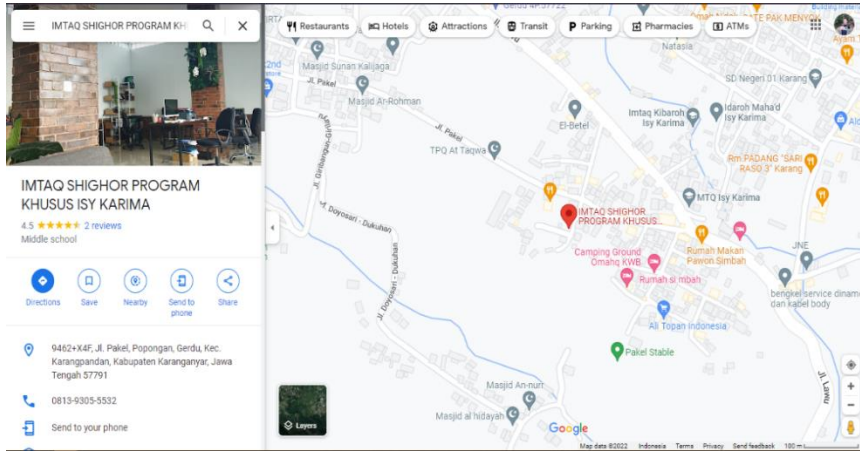 IMTAQ SHIGHOR PROGRAM KH
Restaurants
Hotels
Attractions
Transit
Parking
Pharmacies
ATMs
IMTAQ SHIGHOR PROGRAM
KHUSUS ISY KARIMA
4.5
2 reviews
Middle school
Directions
Save
Nearby
Send to
phone
Share
9462+X4F, Jl. Pakel, Popongan, Gerdu, Kec.
Karangpandan, Kabupaten Karanganyar, Jawa
Tengah 57791
0813-9305-5532
Send to your phone
Natasia
Masjid Sunan Kalijaga
Jl. Pakel
Masjid Ar-Rohman
SD Negeri 01 Karang
El-Betel
Imtaq Kibaroh
Isy Karima
Idaroh Maha'd
Isy Karima
Jl. Pakel
TPQ At Taqwa
Rm PADANG "SARI
RASO 3" Karang
MTQ Isy Karima
Jl. Doyosari - Dukuhan
IMTAQ SHIGHOR
PROGRAM KHUSUS...
Camping Ground
Omahq KWB
Rumah Makan
Pawon Simbah
JNE
Rumah si mbah
Jl. Doyosari - Dukuhan
bengkel service dinamo
dan kabel body
Ali Topan indonesia
Pakel Stable
Masjid An-nurr
Masjid al hidayah
Jl. Lawu
Layers
Google
Map data ©2022
Indonesia
Terms
Privacy
Send feedback
100 m